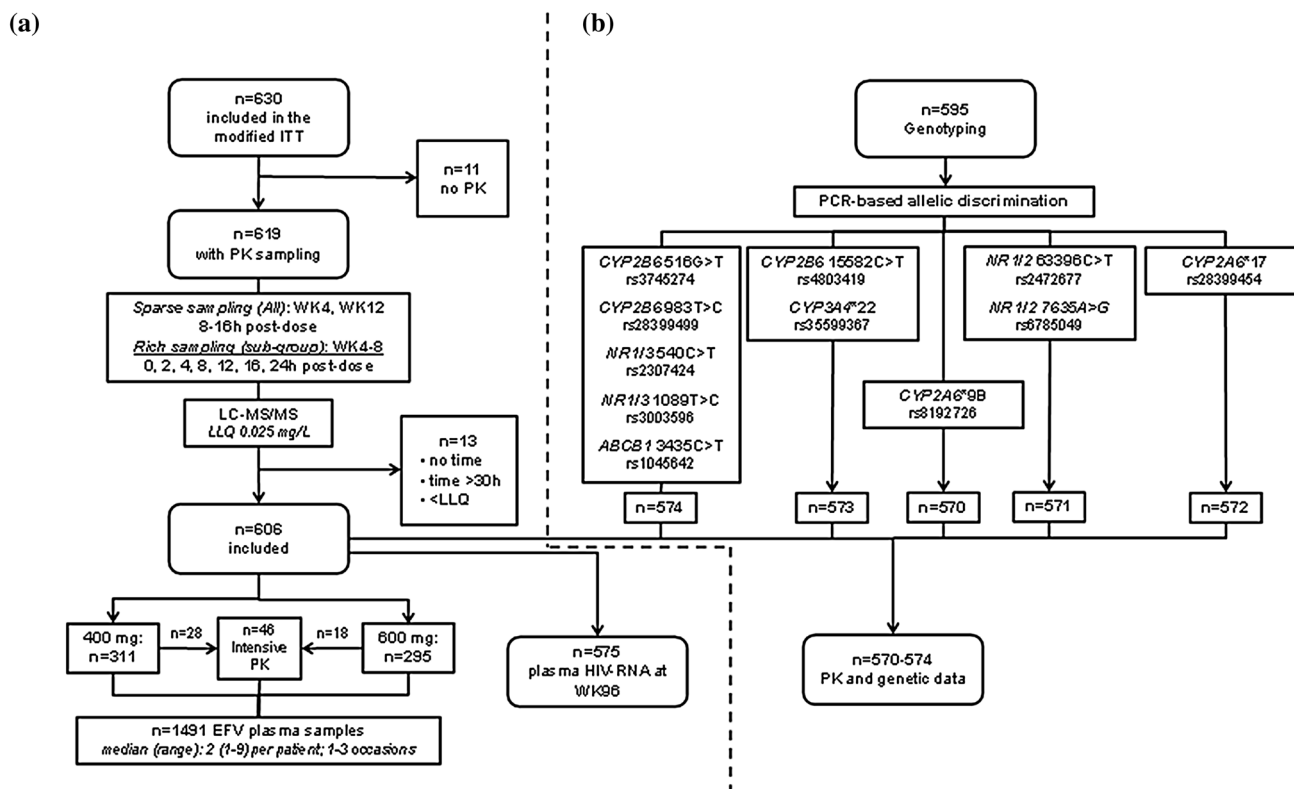 (a)
n=630
included in the
modified ITT
n=11
no PK
n=619
with PK sampling
Sparse sampling (All): WK4, WK12
8-16h post-dose
Rich sampling (sub-group): WK4-8
0, 2, 4, 8, 12, 16, 24h post-dose
LC-MS/MS
LLQ 0.025 mg/L
n=13
• no time
• time >30h
• <LLQ
n=606
included
400 mg:
n=311
n=28
n=46
Intensive
PK
n=18
600 mg:
n=295
n=1491 EFV plasma samples
median (range): 2 (1-9) per patient; 1-3 occasions
n=575
plasma HIV-RNA at
WK96
(b)
n=595
Genotyping
PCR-based allelic discrimination
CYP2B6 516G>T
rs3745274
CYP2B6 983T>C
rs28399499
NR1I3 540C>T
rs2307424
NR1I3 1089T>C
rs3003596
ABCB1 3435C>T
rs1045642
n=574
CYP2B6 15582C>T
rs4803419
CYP3A4*22
rs35599367
n=573
CYP2A6*9B
rs8192726
n=570
NR1I2 63396C>T
rs2472677
NR1I2 7635A>G
rs6785049
n=571
CYP2A6*17
rs28399454
n=572
n=570-574
PK and genetic data